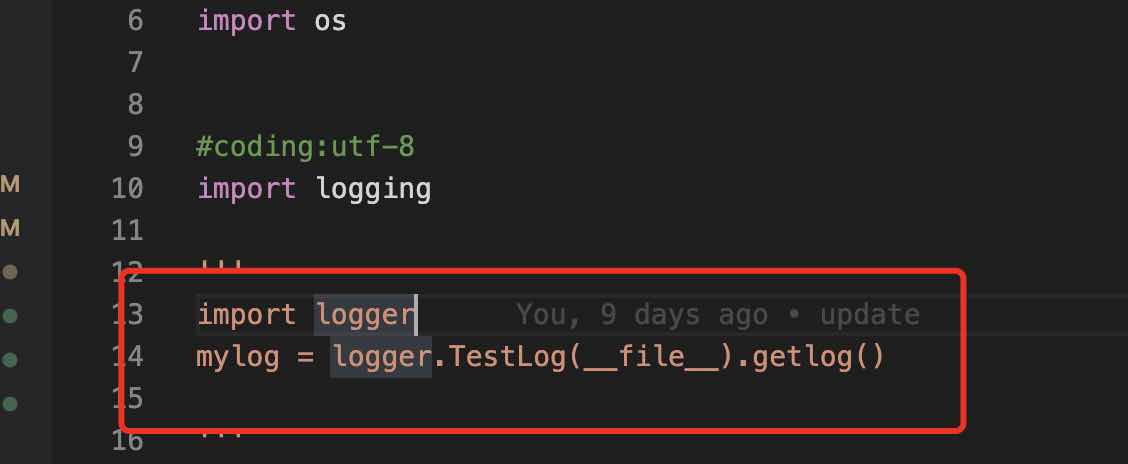 6 import os
7
8
9 #coding:utf-8
M 10 import logging
M 11
12 '''
13 import logger You, 9 days ago • update
14 mylog = logger.TestLog(__file__).getlog()
15
16 '''